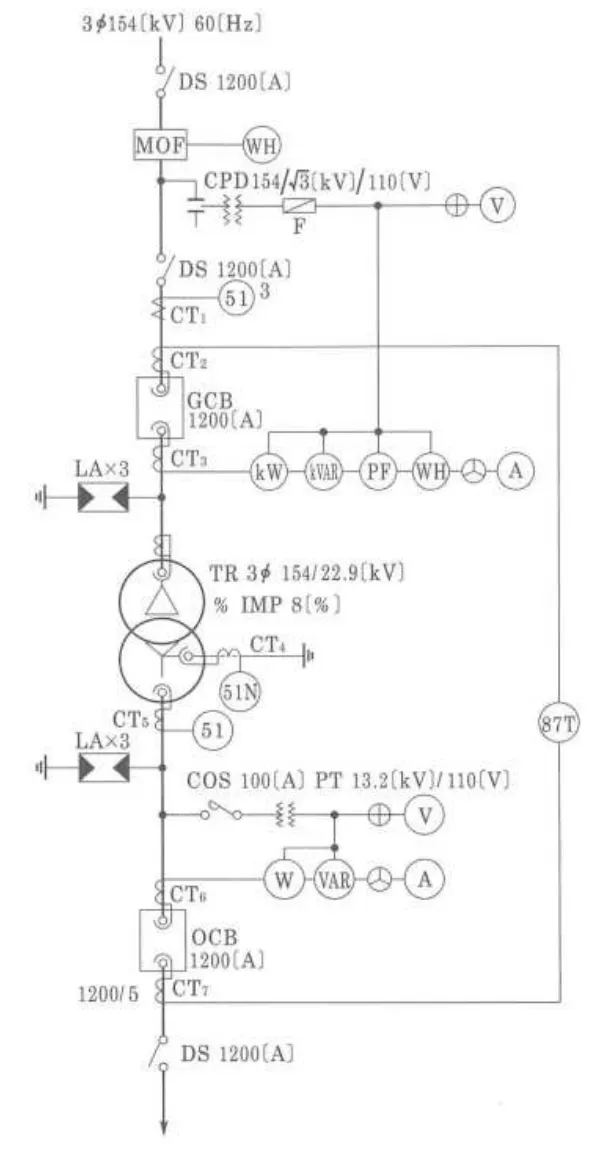 3φ154[kV] 60[Hz]
DS 1200[A]
MOF
WH
CPD154/√3[kV]/110[V]
F
V
DS 1200[A]
51
3
CT₁
CT₂
GCB
1200[A]
CT₃
kW
kVAR
PF
WH
A
LA×3
TR 3φ 154/22.9[kV]
% IMP 8[%]
CT₄
51N
CT₅
51
87T
LA×3
COS 100[A] PT 13.2[kV]/110[V]
V
W
VAR
A
CT₆
OCB
1200[A]
1200/5
CT₇
DS 1200[A]